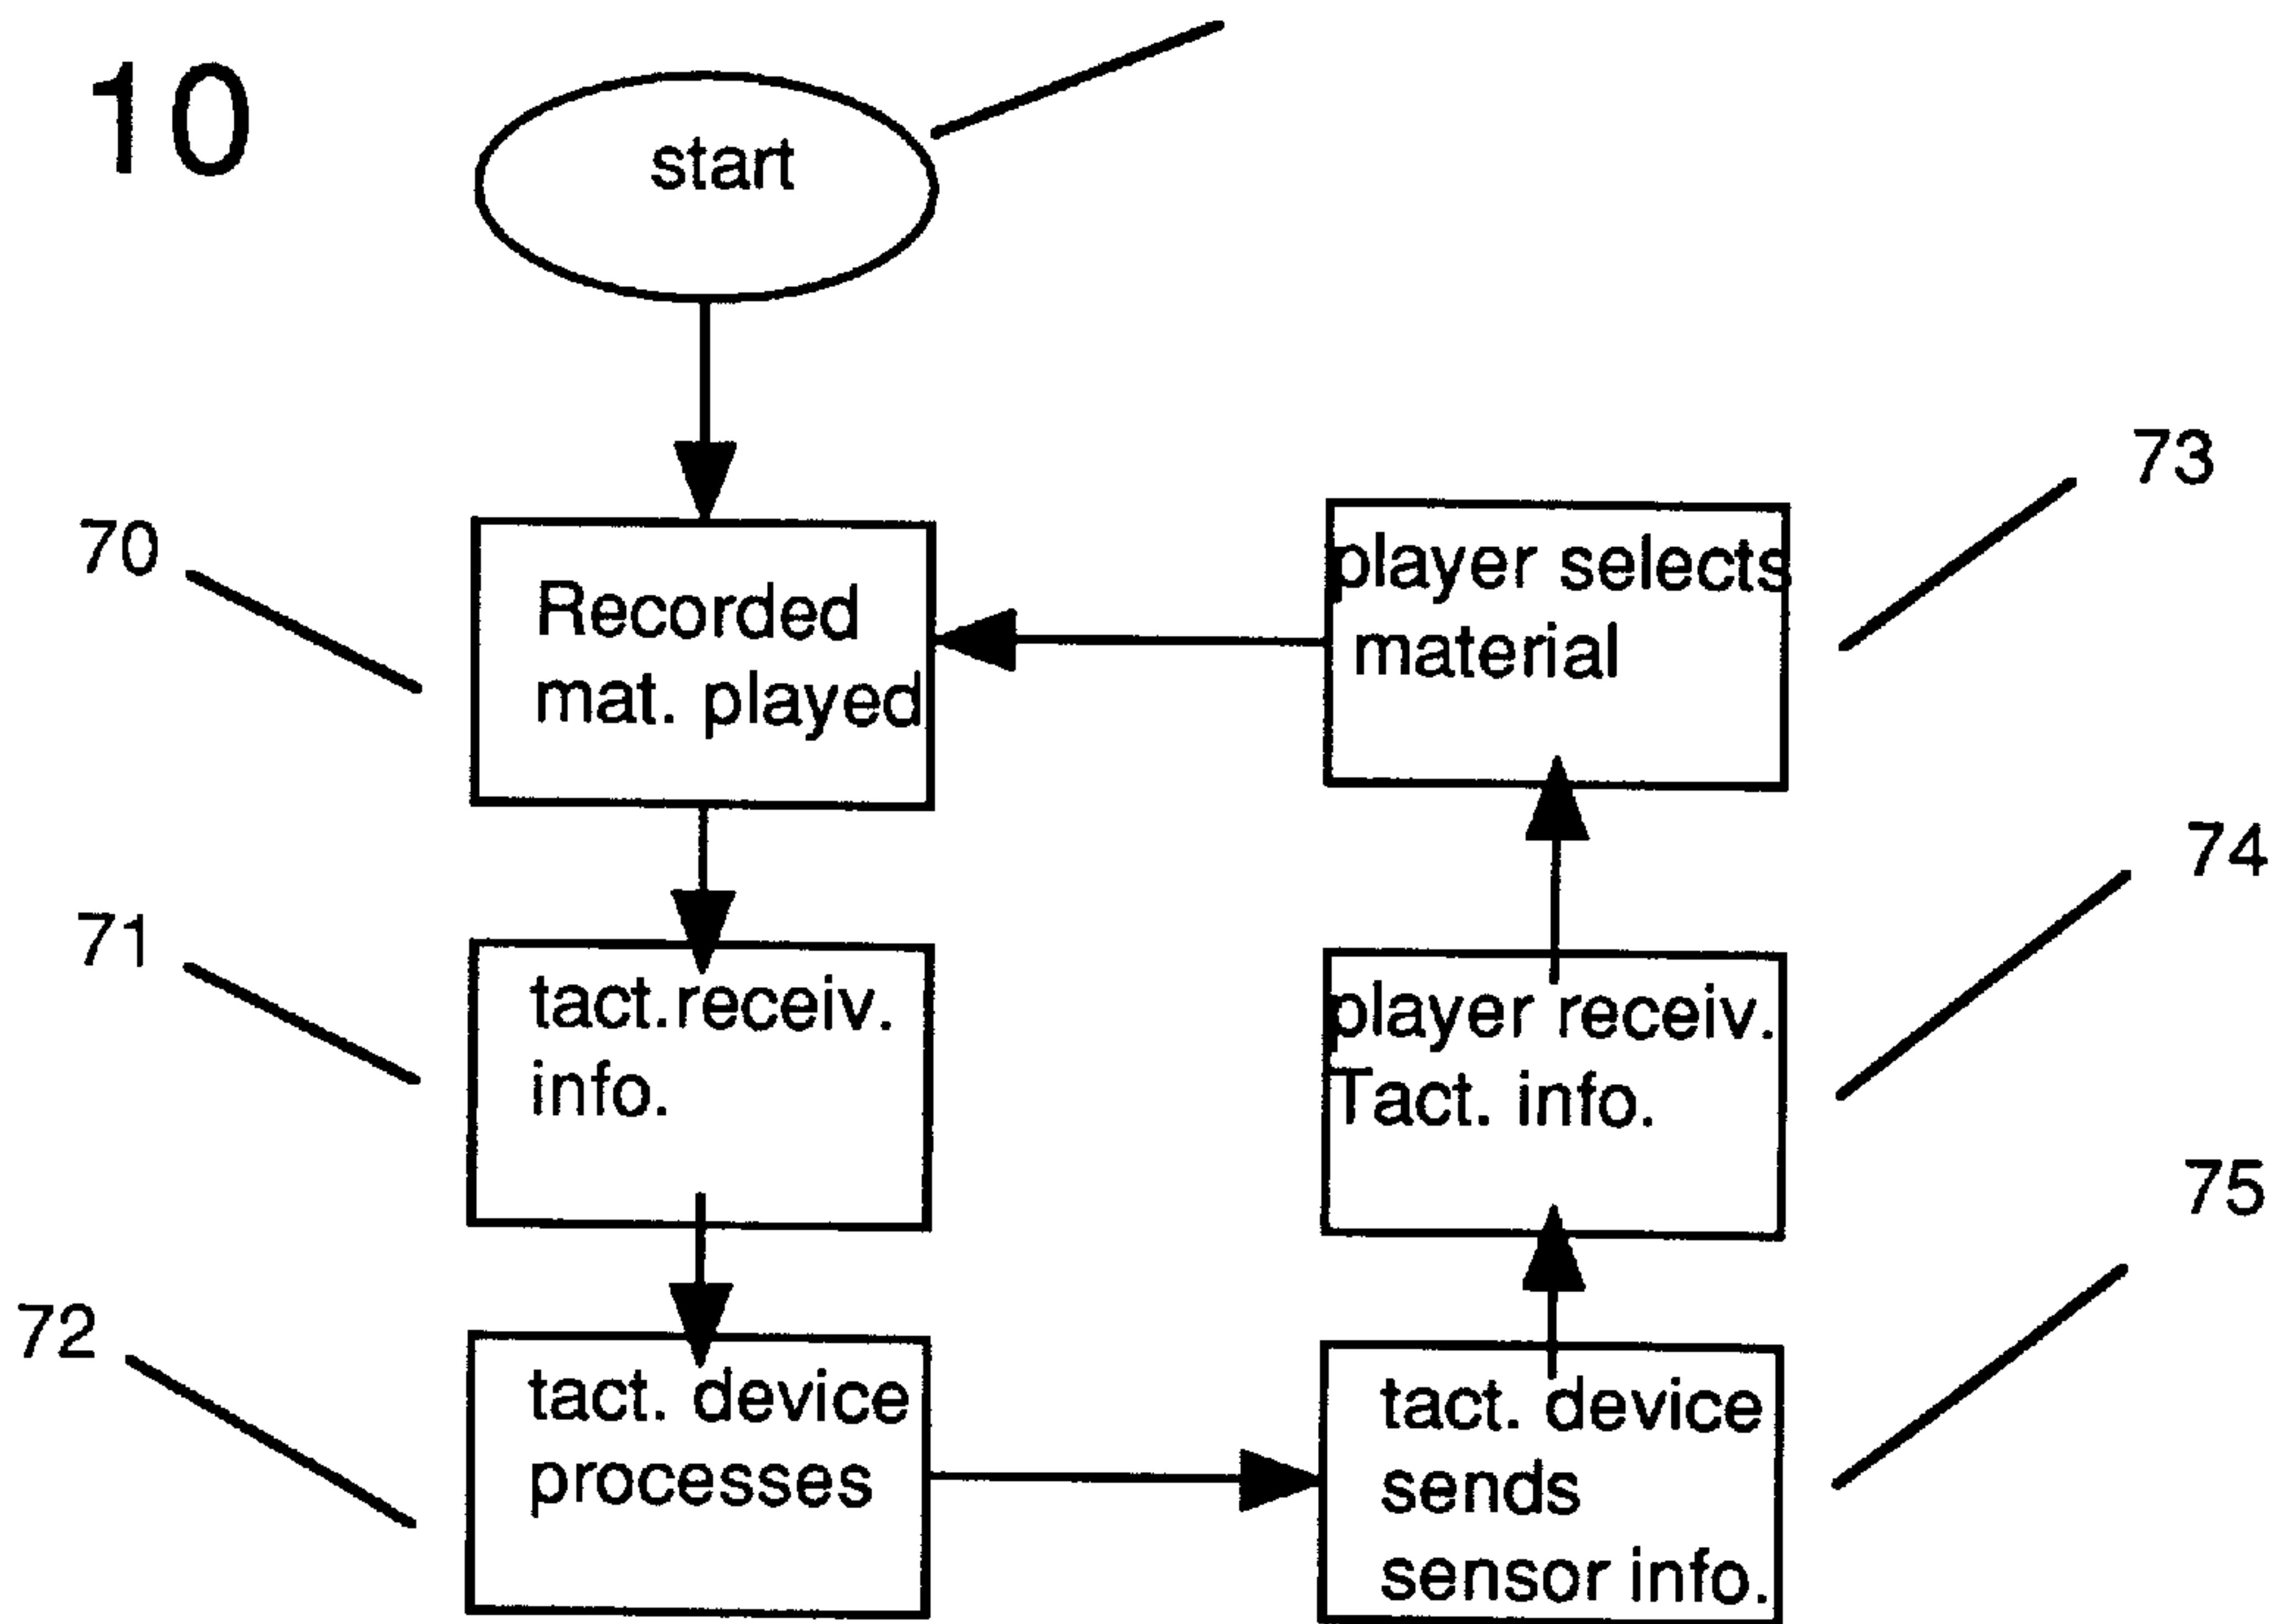 10
start
70
Recorded
mat. played
player selects
material
73
71
tact.receiv.
info.
player receiv.
Tact. info.
74
72
tact. device
processes
tact. device
sends
sensor info.
75